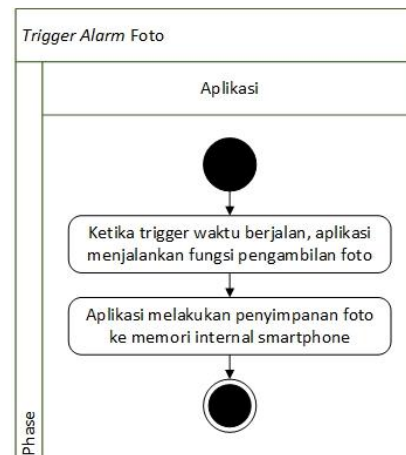 Trigger Alarm Foto
Aplikasi
Ketika trigger waktu berjalan, aplikasi
menjalankan fungsi pengambilan foto
Aplikasi melakukan penyimpanan foto
ke memori internal smartphone
Phase